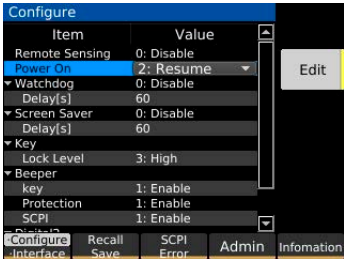 Configure
Item Value
Remote Sensing 0: Disable
Power On 2: Resume
Watchdog 0: Disable
Delay[s] 60
Screen Saver 0: Disable
Delay[s] 60
Key
Lock Level 3: High
Beeper
key 1: Enable
Protection 1: Enable
SCPI 1: Enable
Edit
·Configure
·Interface
Recall
Save
SCPI
Error
Admin
Infomation